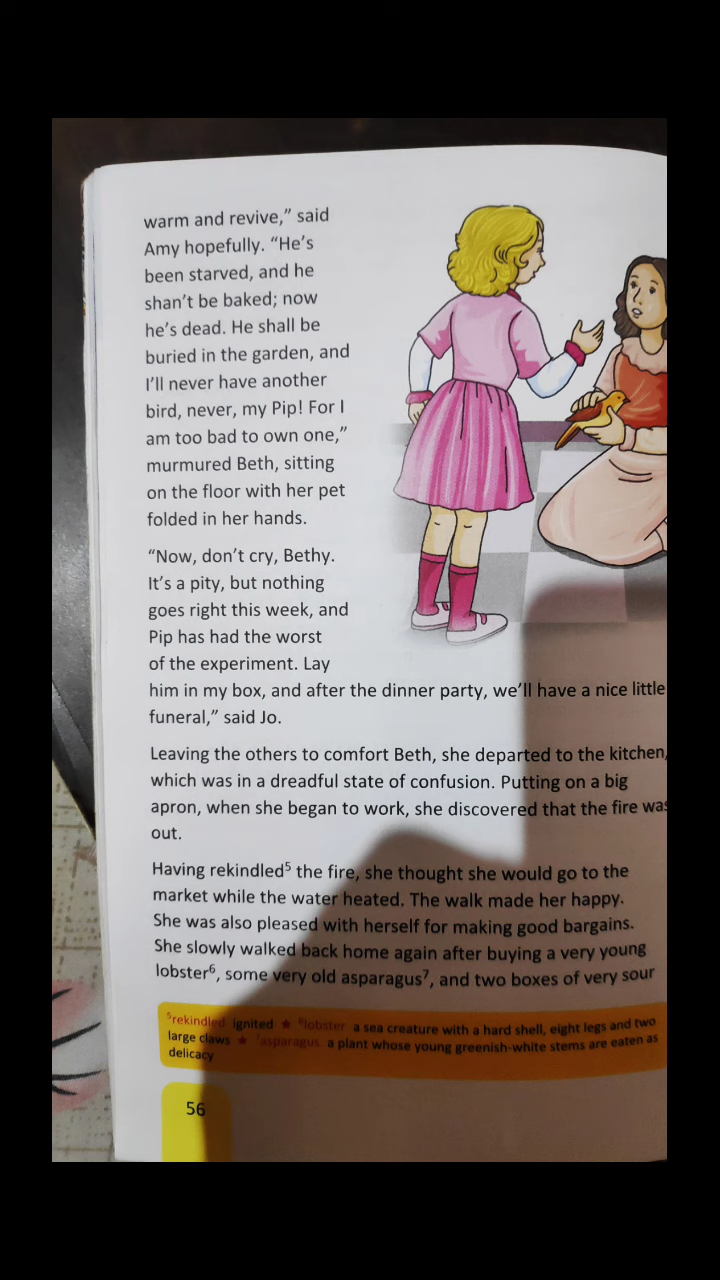 warm and revive,” said
Amy hopefully. “He’s
been starved, and he
shan’t be baked; now
he’s dead. He shall be
buried in the garden, and
I’ll never have another
bird, never, my Pip! For I
am too bad to own one,”
murmured Beth, sitting
on the floor with her pet
folded in her hands.
“Now, don’t cry, Bethy.
It’s a pity, but nothing
goes right this week, and
Pip has had the worst
of the experiment. Lay
him in my box, and after the dinner party, we’ll have a nice little
funeral,” said Jo.
Leaving the others to comfort Beth, she departed to the kitchen,
which was in a dreadful state of confusion. Putting on a big
apron, when she began to work, she discovered that the fire was
out.
Having rekindled⁵ the fire, she thought she would go to the
market while the water heated. The walk made her happy.
She was also pleased with herself for making good bargains.
She slowly walked back home again after buying a very young
lobster⁶, some very old asparagus⁷, and two boxes of very sour
⁵rekindled ignited ★ ⁶lobster a sea creature with a hard shell, eight legs and two
large claws ★ ⁷asparagus a plant whose young greenish-white stems are eaten as
delicacy
56